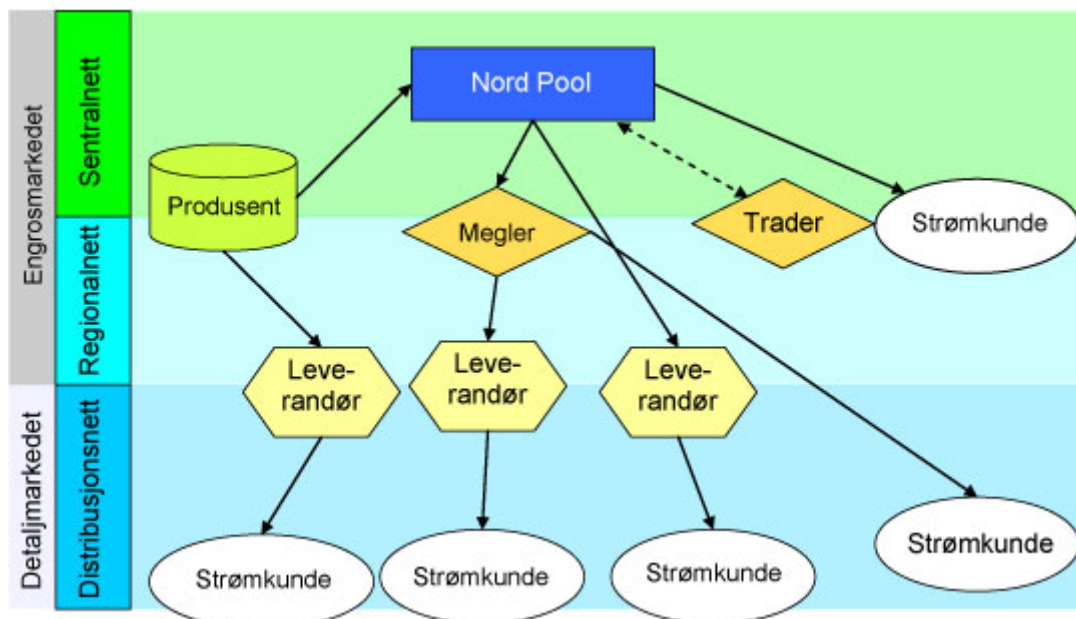 Engrosmarkedet
Detaljmarkedet
Sentralnett
Regionalnett
Distribusjonsnett
Nord Pool
Produsent
Megler
Trader
Strømkunde
Leve-
randør
Leve-
randør
Leve-
randør
Strømkunde
Strømkunde
Strømkunde
Strømkunde